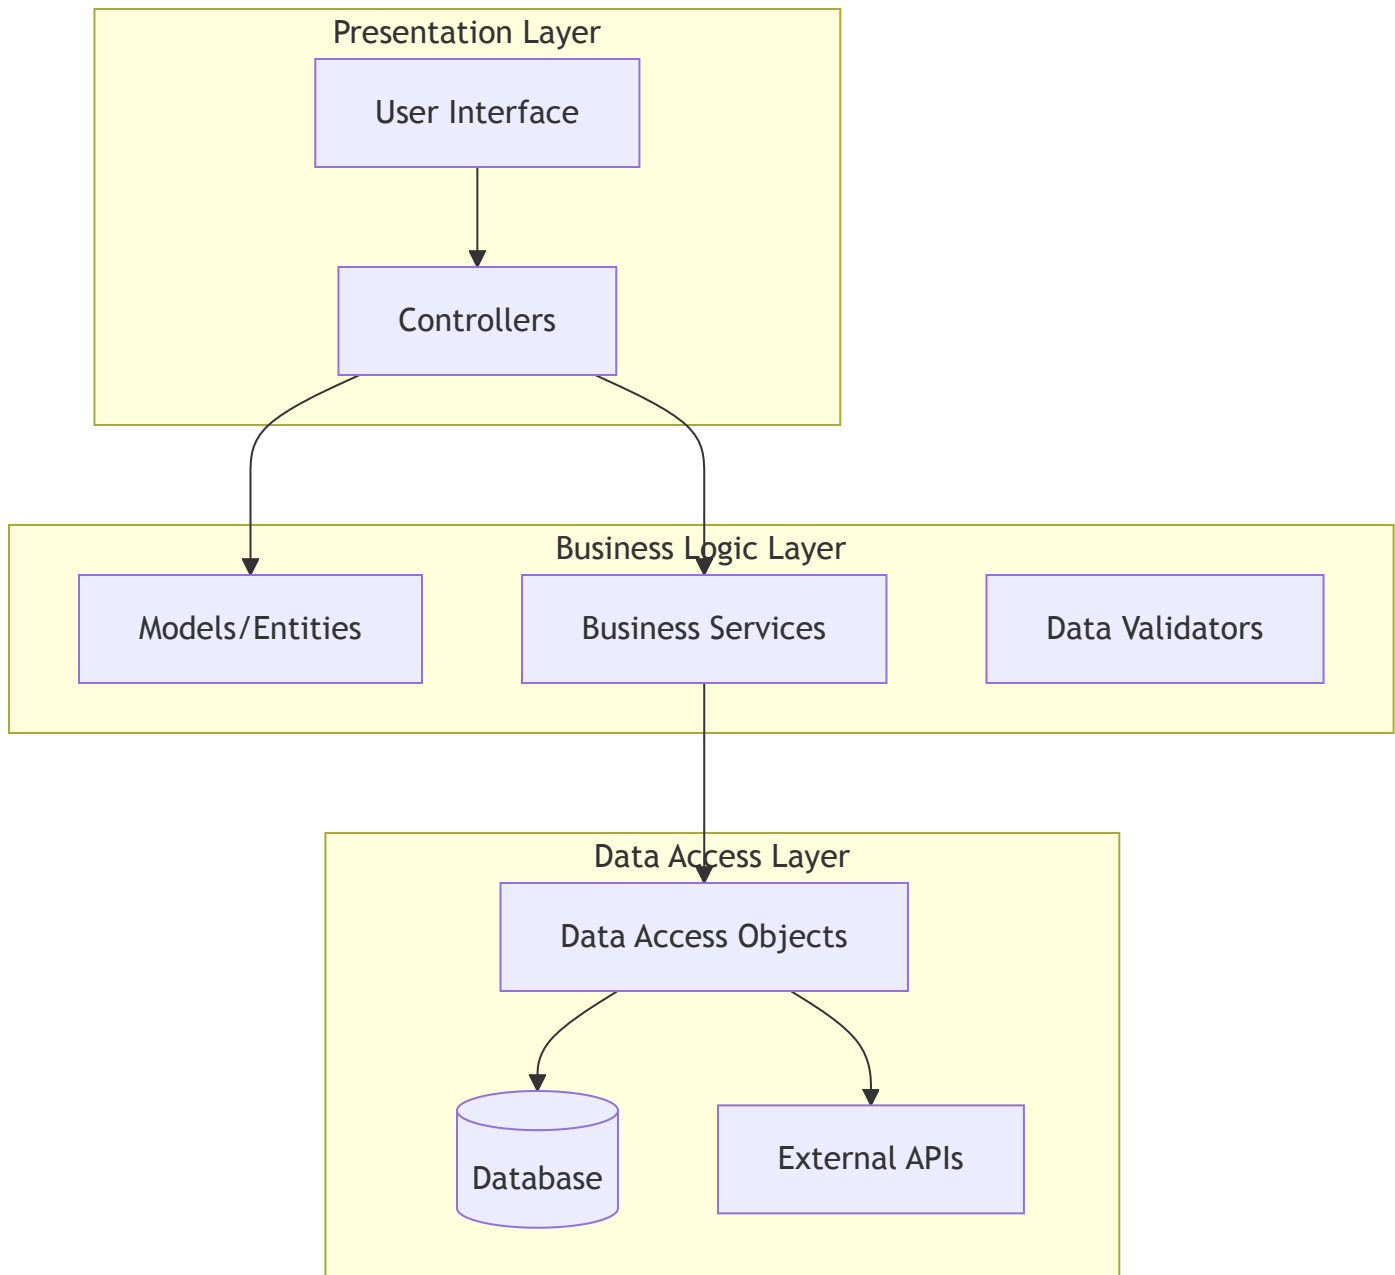 Presentation Layer
User Interface
Controllers
Business Logic Layer
Models/Entities
Business Services
Data Validators
Data Access Layer
Data Access Objects
Database
External APIs